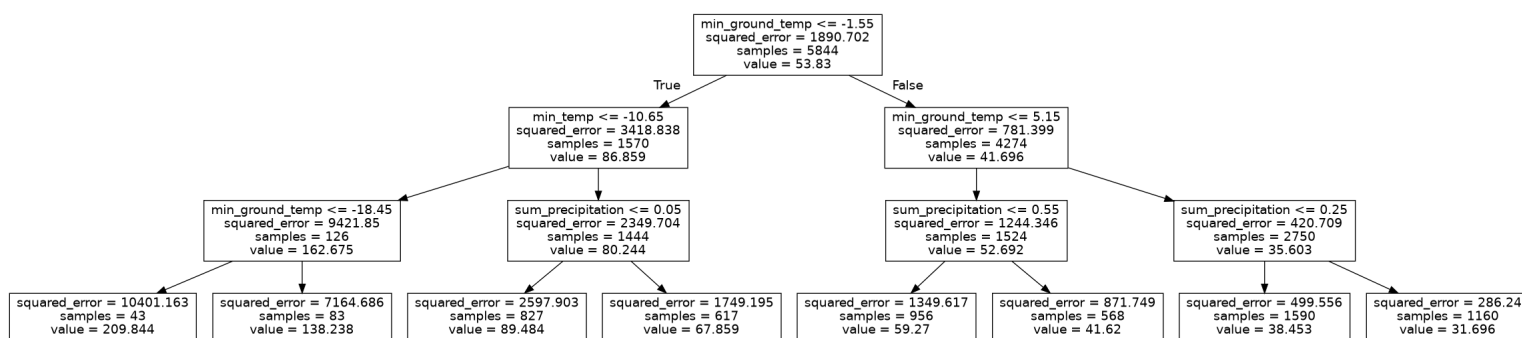 min_ground_temp <= -1.55
squared_error = 1890.702
samples = 5844
value = 53.83
True
False
min_temp <= -10.65
squared_error = 3418.838
samples = 1570
value = 86.859
min_ground_temp <= 5.15
squared_error = 781.399
samples = 4274
value = 41.696
min_ground_temp <= -18.45
squared_error = 9421.85
samples = 126
value = 162.675
sum_precipitation <= 0.05
squared_error = 2349.704
samples = 1444
value = 80.244
sum_precipitation <= 0.55
squared_error = 1244.346
samples = 1524
value = 52.692
sum_precipitation <= 0.25
squared_error = 420.709
samples = 2750
value = 35.603
squared_error = 10401.163
samples = 43
value = 209.844
squared_error = 7164.686
samples = 83
value = 138.238
squared_error = 2597.903
samples = 827
value = 89.484
squared_error = 1749.195
samples = 617
value = 67.859
squared_error = 1349.617
samples = 956
value = 59.27
squared_error = 871.749
samples = 568
value = 41.62
squared_error = 499.556
samples = 1590
value = 38.453
squared_error = 286.24
samples = 1160
value = 31.696